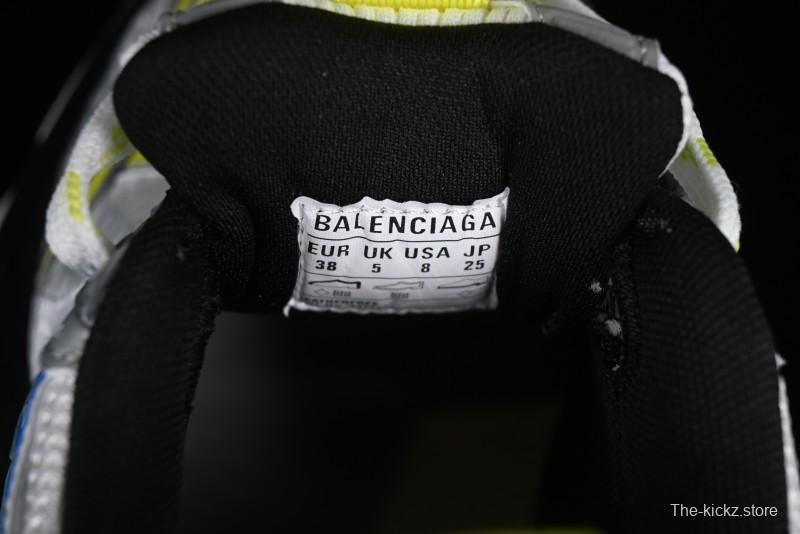 BALENCIAGA
EUR UK USA JP
38 5 8 25
The-kickz.store